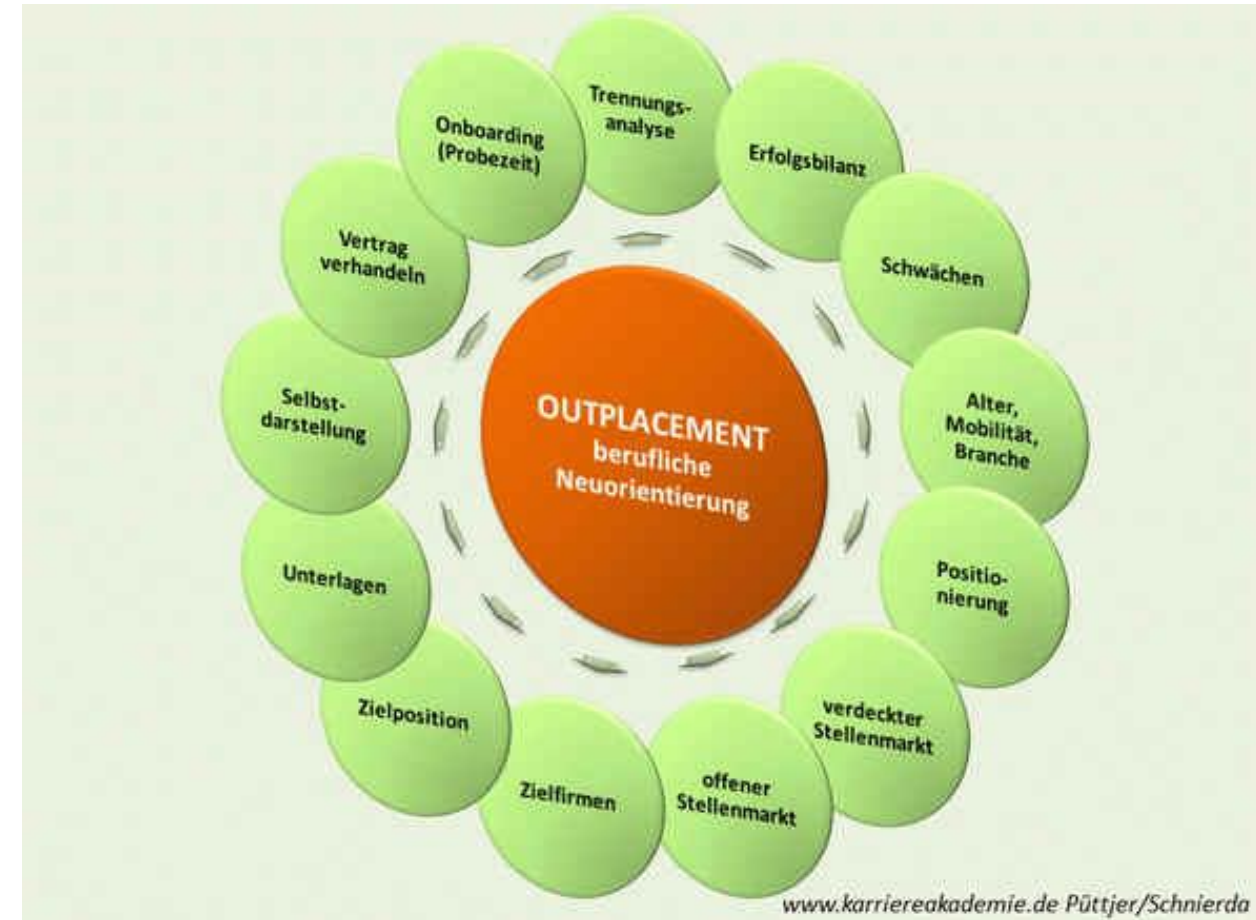 Trennungs-
analyse
Erfolgsbilanz
Schwächen
Alter,
Mobilität,
Branche
Positio-
nierung
verdeckter
Stellenmarkt
offener
Stellenmarkt
Zielfirmen
Zielposition
Unterlagen
Selbst-
darstellung
Vertrag
verhandeln
Onboarding
(Probezeit)
OUTPLACEMENT
berufliche
Neuorientierung
www.karriereakademie.de Püttjer/Schnierda